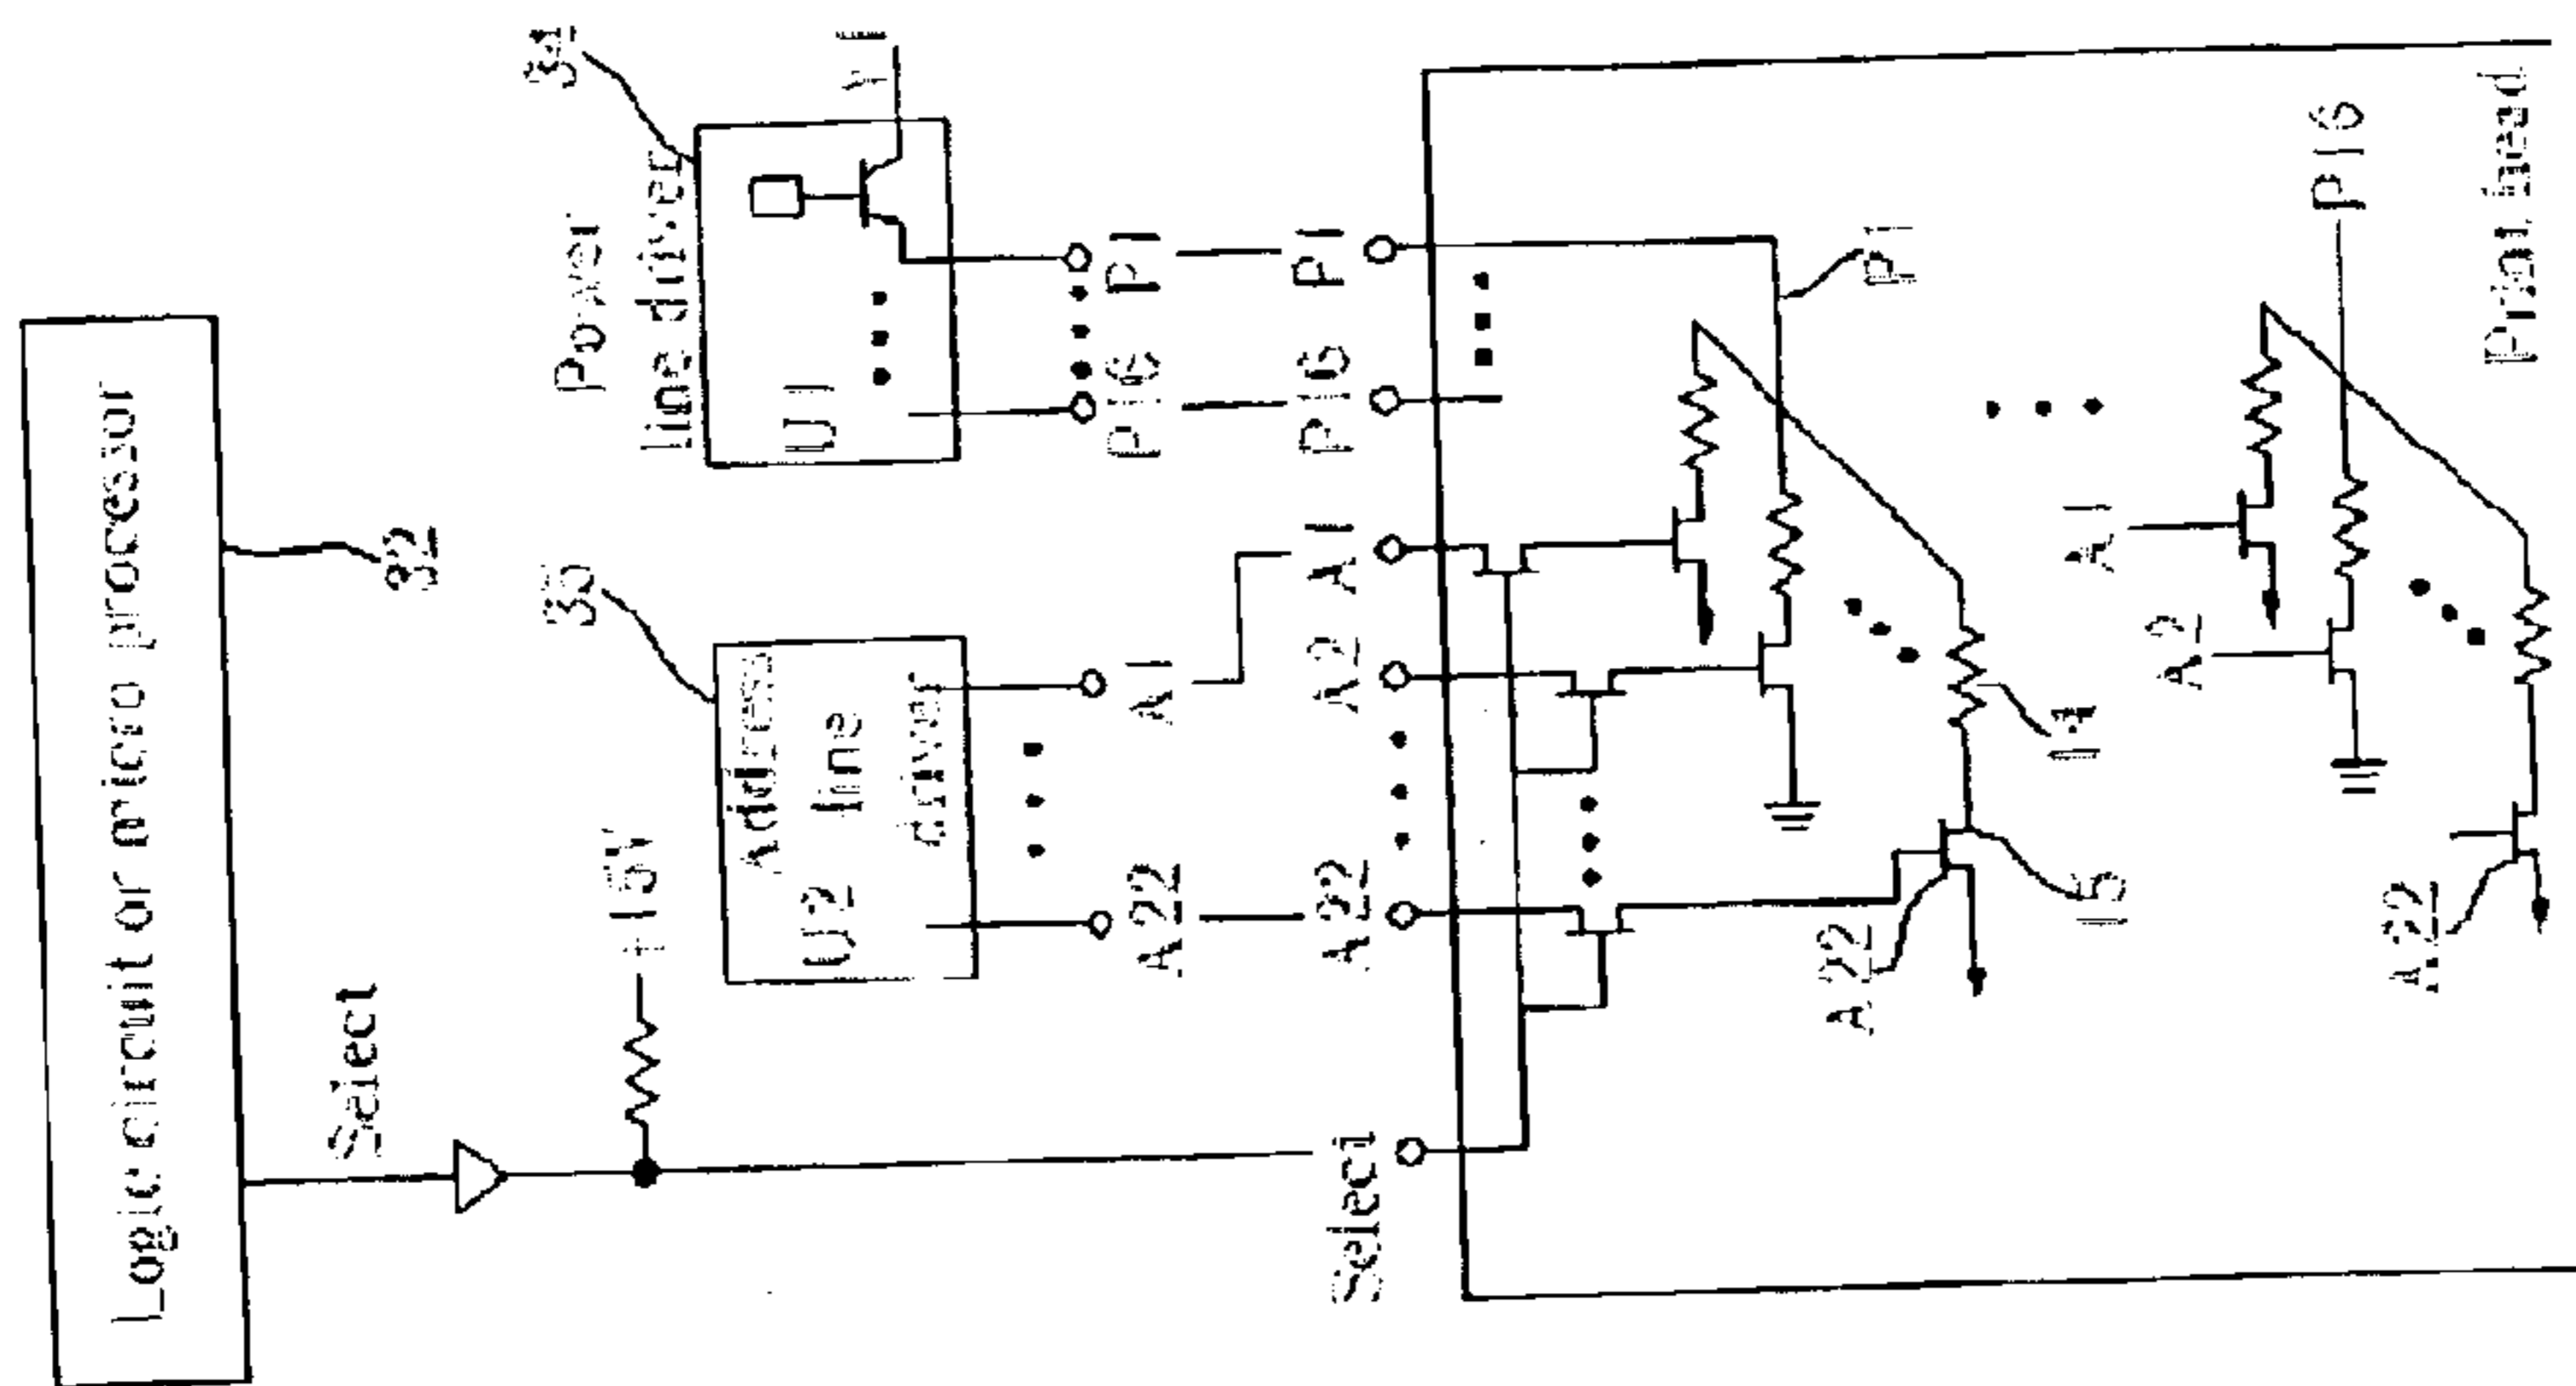 Logic circuit or micro processor
32
Select
+15V
35
Address
line
driver
U2
34
Power
line driver
U1
A22
A1
P16
P1
Select
A22
A2
A1
P16
P1
P1
A22
15
14
A2
A1
P16
A22
Print head